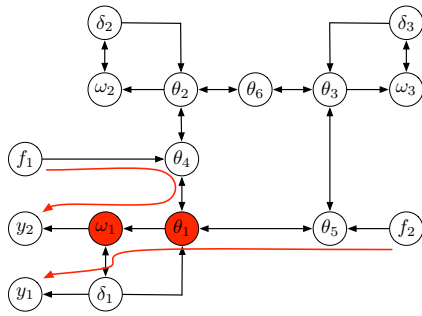 δ₂ δ₃
ω₂ θ₂ θ₆ θ₃ ω₃
f₁ θ₄
y₂ ω₁ θ₁ θ₅ f₂
y₁ δ₁